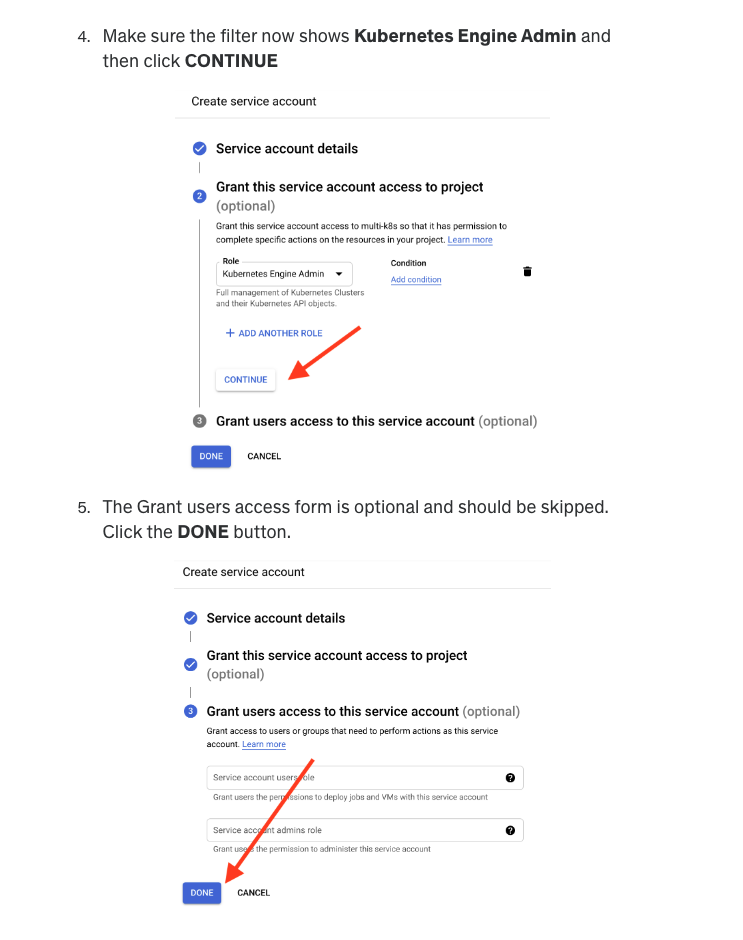 4. Make sure the filter now shows Kubernetes Engine Admin and
then click CONTINUE
Create service account
Service account details
2
Grant this service account access to project
(optional)
Grant this service account access to multi-k8s so that it has permission to
complete specific actions on the resources in your project. Learn more
Role
Kubernetes Engine Admin
Condition
Add condition
Full management of Kubernetes Clusters
and their Kubernetes API objects.
+ ADD ANOTHER ROLE
CONTINUE
3 Grant users access to this service account (optional)
DONE CANCEL
5. The Grant users access form is optional and should be skipped.
Click the DONE button.
Create service account
Service account details
Grant this service account access to project
(optional)
3 Grant users access to this service account (optional)
Grant access to users or groups that need to perform actions as this service
account. Learn more
Service account users role ?
Grant users the permissions to deploy jobs and VMs with this service account
Service account admins role ?
Grant users the permission to administer this service account
DONE CANCEL